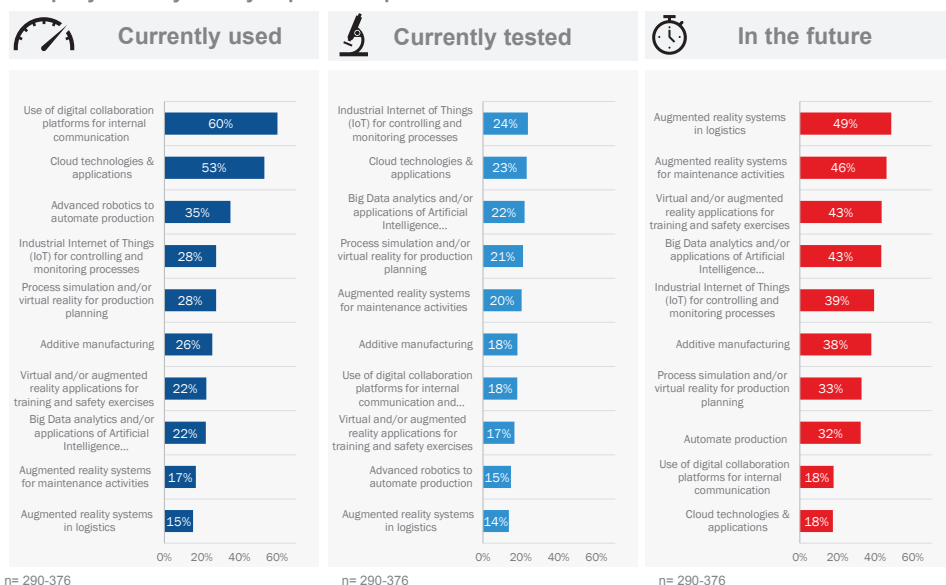 Currently used
Use of digital collaboration
platforms for internal
communication
60%
Cloud technologies &
applications
53%
Advanced robotics to
automate production
35%
Industrial Internet of Things
(IoT) for controlling and
monitoring processes
28%
Process simulation and/or
virtual reality for production
planning
28%
Additive manufacturing
26%
Virtual and/or augmented
reality applications for
training and safety exercises
22%
Big Data analytics and/or
applications of Artificial
Intelligence...
22%
Augmented reality systems
for maintenance activities
17%
Augmented reality systems
in logistics
15%
0% 20% 40% 60%
n= 290-376
Currently tested
Industrial Internet of Things
(IoT) for controlling and
monitoring processes
24%
Cloud technologies &
applications
23%
Big Data analytics and/or
applications of Artificial
Intelligence...
22%
Process simulation and/or
virtual reality for production
planning
21%
Augmented reality systems
for maintenance activities
20%
Additive manufacturing
18%
Use of digital collaboration
platforms for internal
communication and...
18%
Virtual and/or augmented
reality applications for
training and safety exercises
17%
Advanced robotics to
automate production
15%
Augmented reality systems
in logistics
14%
0% 20% 40% 60%
n= 290-376
In the future
Augmented reality systems
in logistics
49%
Augmented reality systems
for maintenance activities
46%
Virtual and/or augmented
reality applications for
training and safety exercises
43%
Big Data analytics and/or
applications of Artificial
Intelligence...
43%
Industrial Internet of Things
(IoT) for controlling and
monitoring processes
39%
Additive manufacturing
38%
Process simulation and/or
virtual reality for production
planning
33%
Automate production
32%
Use of digital collaboration
platforms for internal
communication
18%
Cloud technologies &
applications
18%
0% 20% 40% 60%
n= 290-376